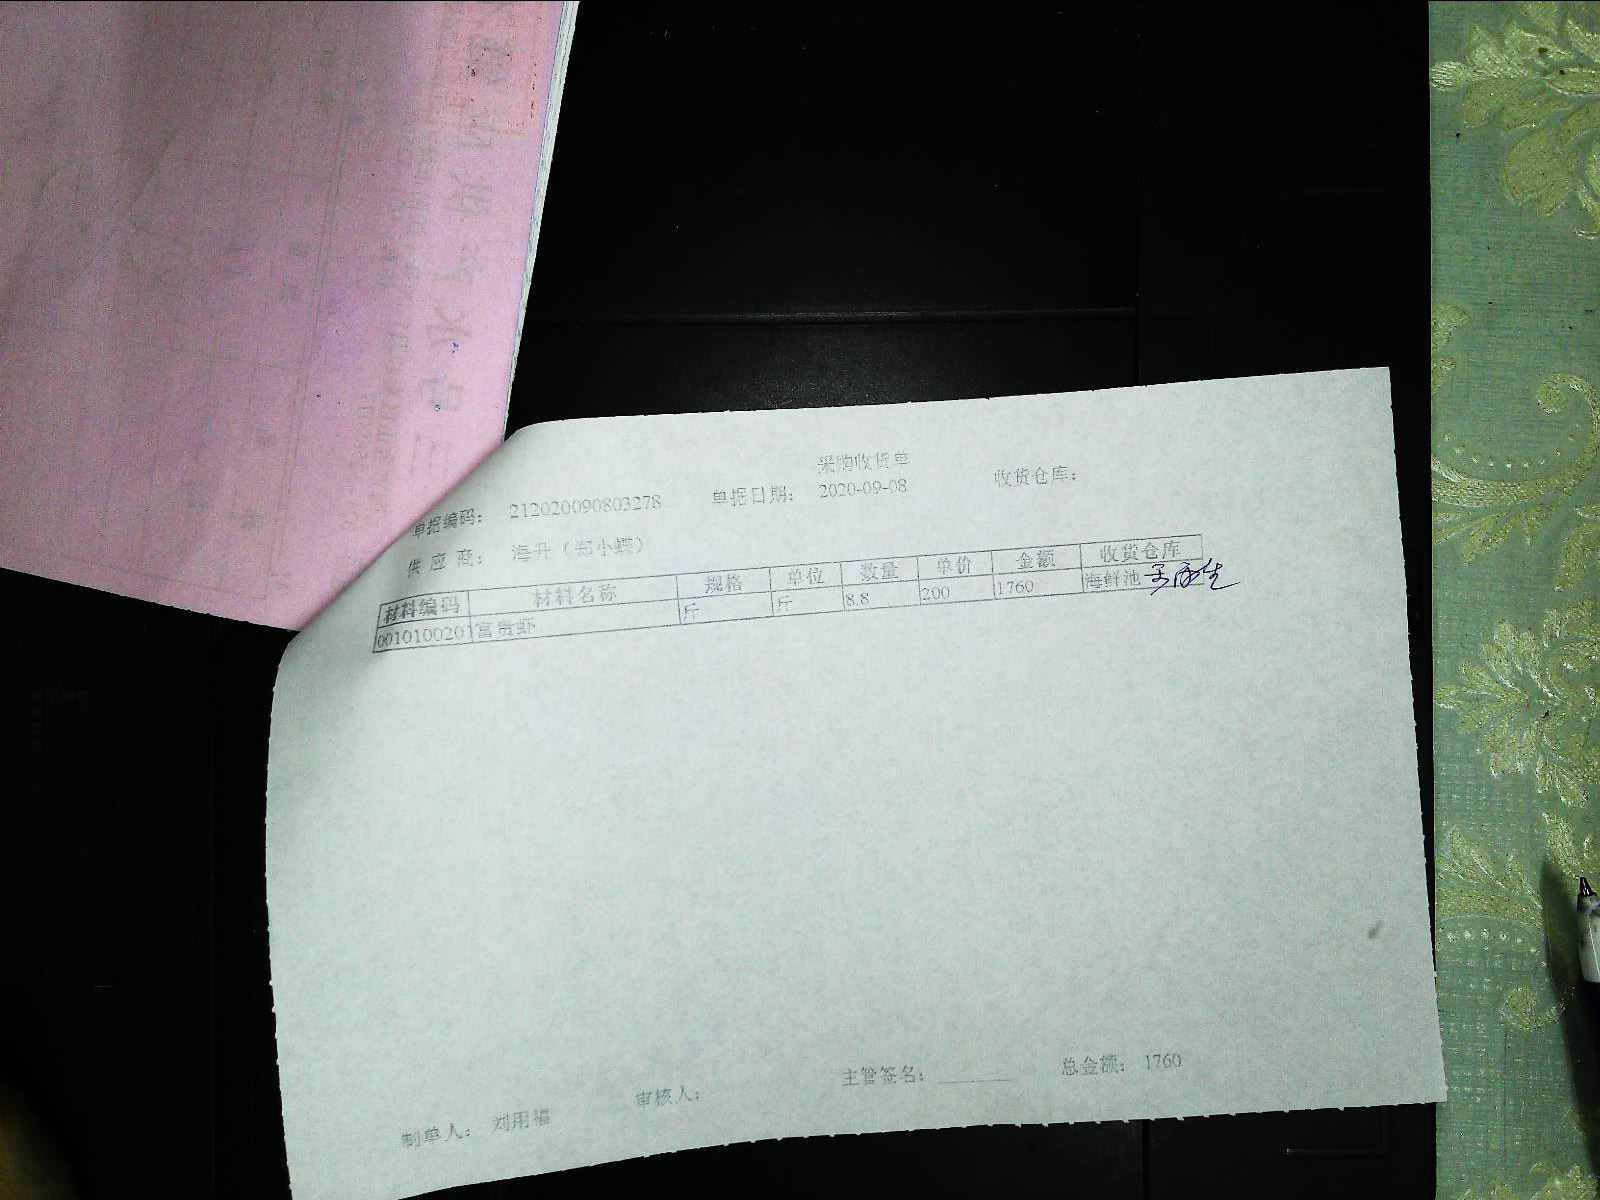 采购收货单
单据编码： 212020090803278 单据日期： 2020-09-08 收货仓库：
供应商： 海升（郑小蝶）
材料编码 材料名称 规格 单位 数量 单价 金额 收货仓库
0010100201 富贵虾 斤 斤 8.8 200 1760 海鲜池
制单人： 刘用福 审核人： 主管签名： 总金额： 1760